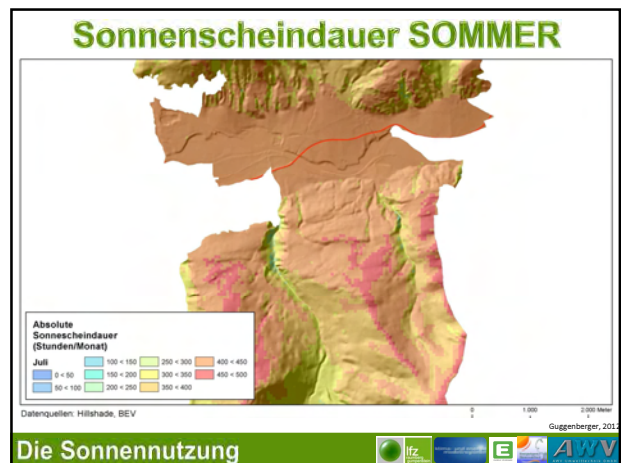 Sonnenscheindauer SOMMER
Absolute
Sonnescheindauer
(Stunden/Monat)
Juli
0 < 50
50 < 100
100 < 150
150 < 200
200 < 250
250 < 300
300 < 350
350 < 400
400 < 450
450 < 500
Datenquellen: Hillshade, BEV
0 1.000 2.000 Meter
Guggenberger, 2012
Die Sonnennutzung
lfz
E
AWV